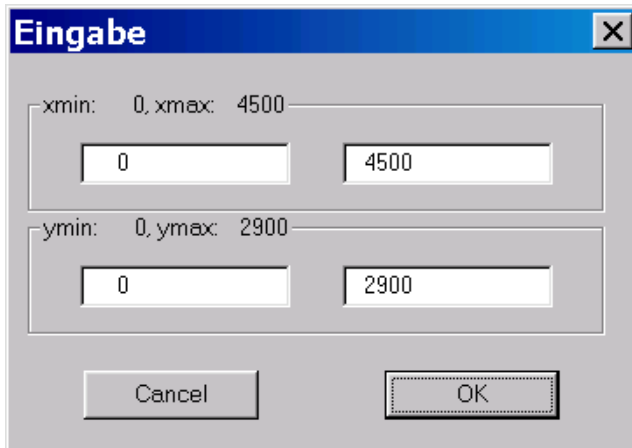 Eingabe
xmin: 0, xmax: 4500
0 4500
ymin: 0, ymax: 2900
0 2900
Cancel OK